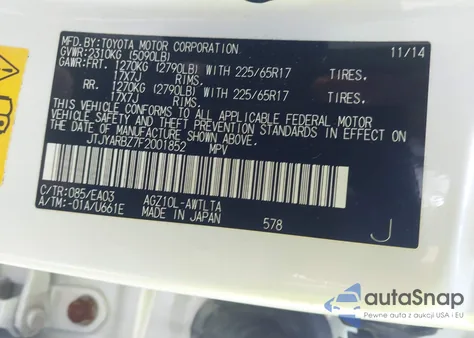 MFD.BY:TOYOTA MOTOR CORPORATION 11/14
GVWR:2310KG (5090LB)
GAWR:FRT. 1270KG (2790LB) WITH 225/65R17 TIRES.
17X7J RIMS.
RR. 1270KG (2790LB) WITH 225/65R17 TIRES.
17X7J RIMS.
THIS VEHICLE CONFORMS TO ALL APPLICABLE FEDERAL MOTOR
VEHICLE SAFETY AND THEFT PREVENTION STANDARDS IN EFFECT
ON THE DATE OF MANUFACTURE SHOWN ABOVE.
JTJYARBZ7F2001852 MPV
C/TR:085/EA03 AGZ10L-AWTLTA
A/TM:-01A/U661E MADE IN JAPAN 578 J
autaSnap
Pewne auta z aukcji USA i EU